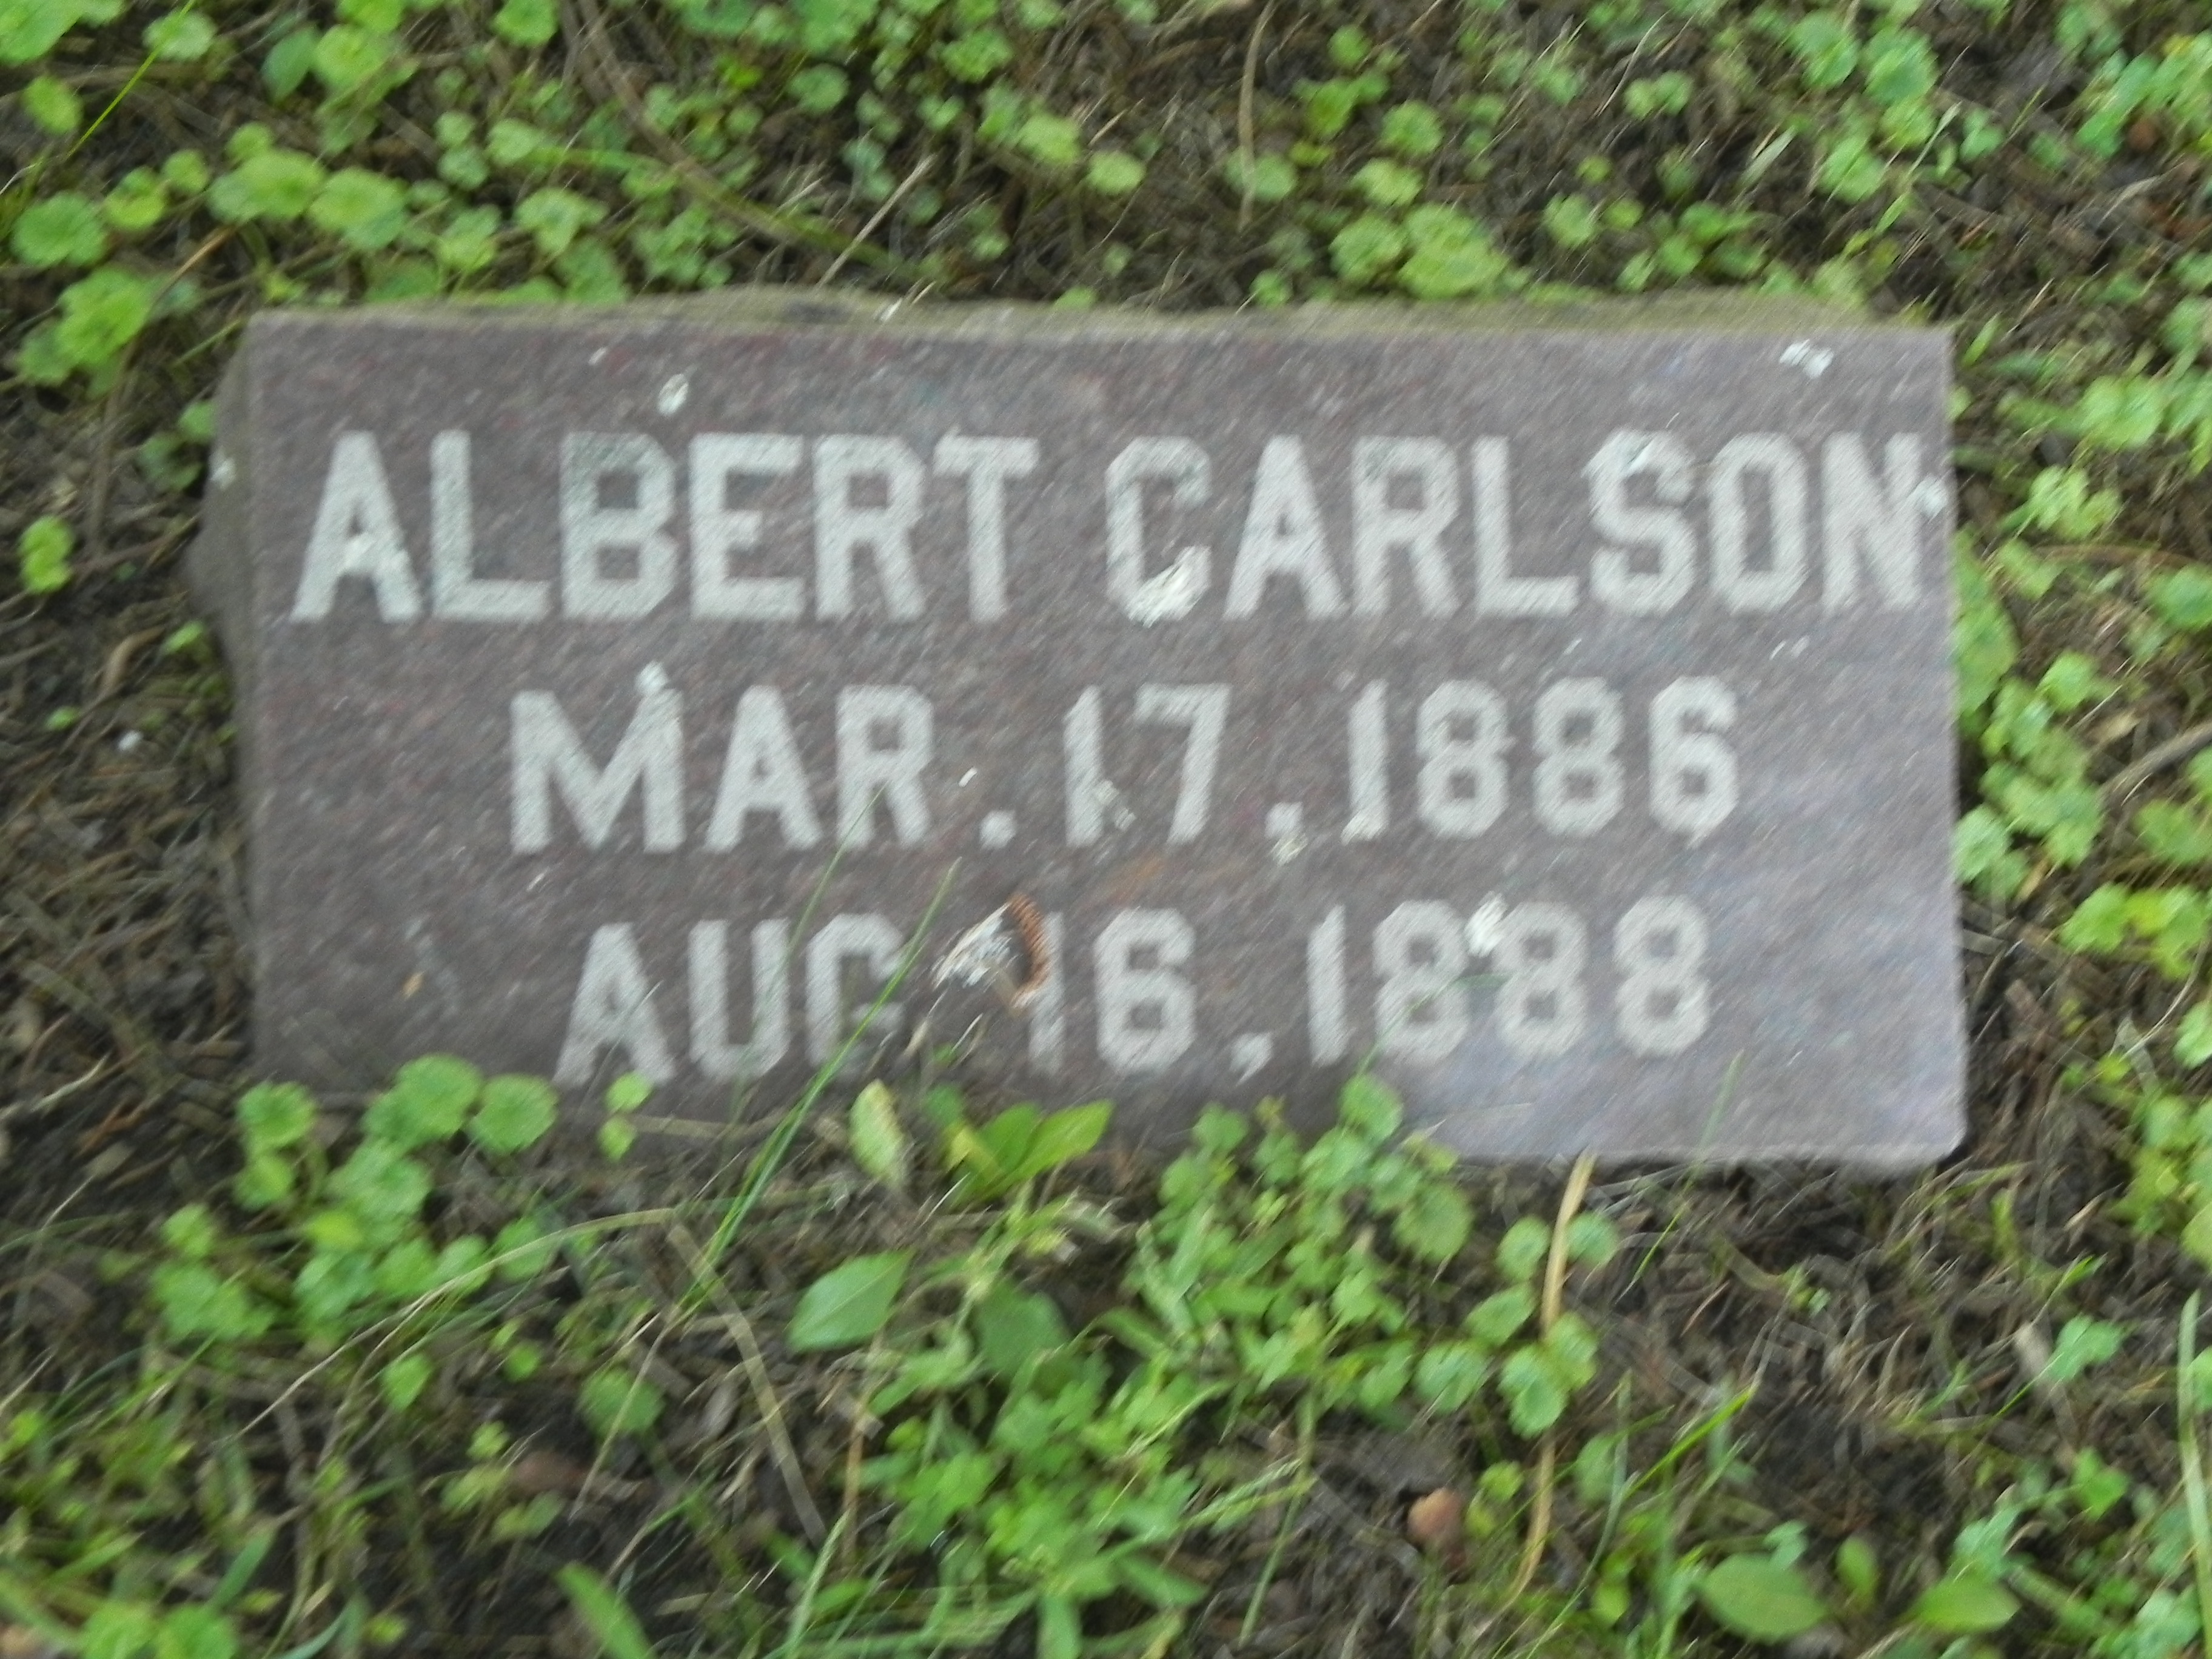 ALBERT CARLSON
MAR. 17. 1886
AUG 16, 1888